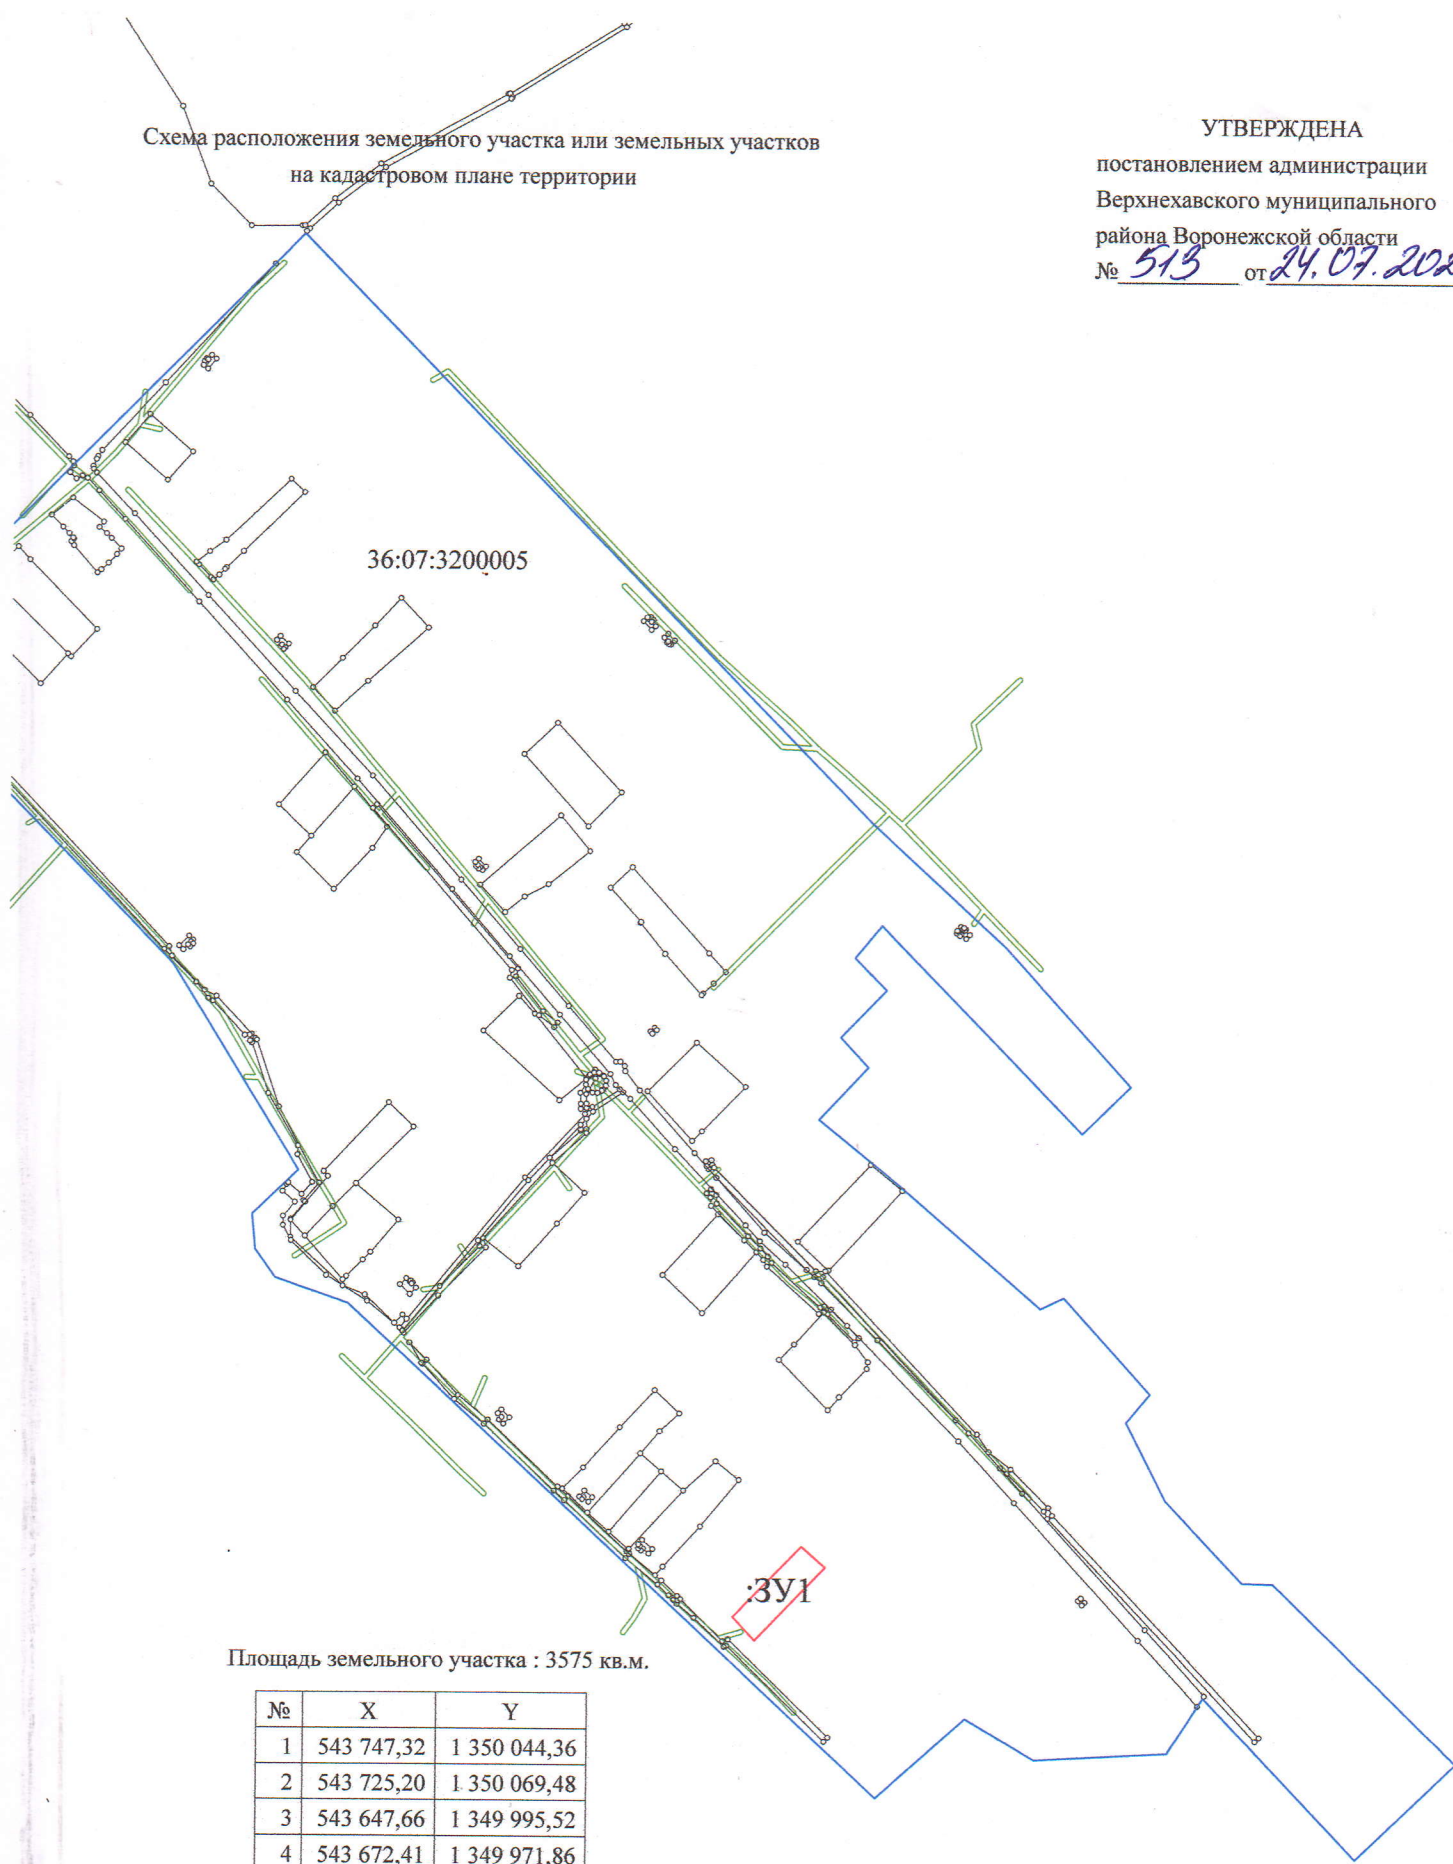 Схема расположения земельного участка или земельных участков
на кадастровом плане территории
УТВЕРЖДЕНА
постановлением администрации
Верхнехавского муниципального
района Воронежской области
№ 513 от 24.07.202
36:07:3200005
:ЗУ1
Площадь земельного участка : 3575 кв.м.
№ X Y
1 543 747,32 1 350 044,36
2 543 725,20 1 350 069,48
3 543 647,66 1 349 995,52
4 543 672,41 1 349 971,86